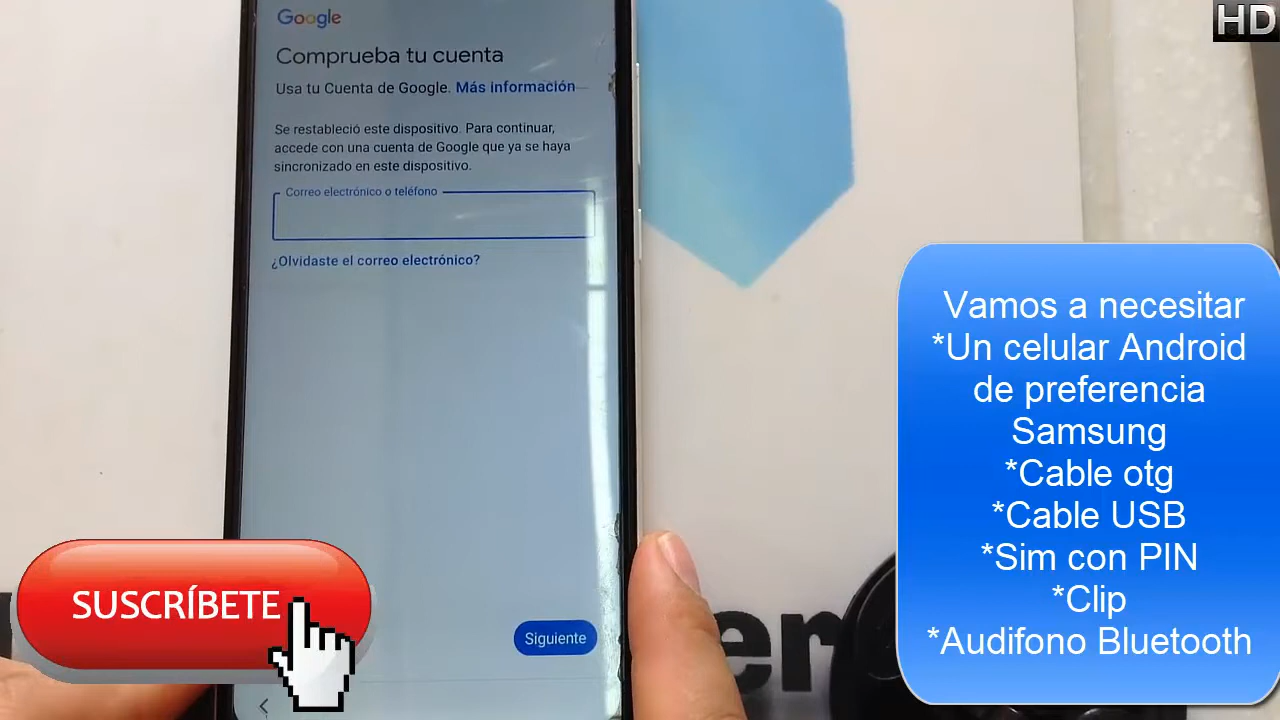 HD
Google
Comprueba tu cuenta
Usa tu Cuenta de Google. Más información
Se restableció este dispositivo. Para continuar,
accede con una cuenta de Google que ya se haya
sincronizado en este dispositivo.
Correo electrónico o teléfono
¿Olvidaste el correo electrónico?
Siguiente
SUSCRÍBETE
Vamos a necesitar
*Un celular Android
de preferencia
Samsung
*Cable otg
*Cable USB
*Sim con PIN
*Clip
*Audifono Bluetooth